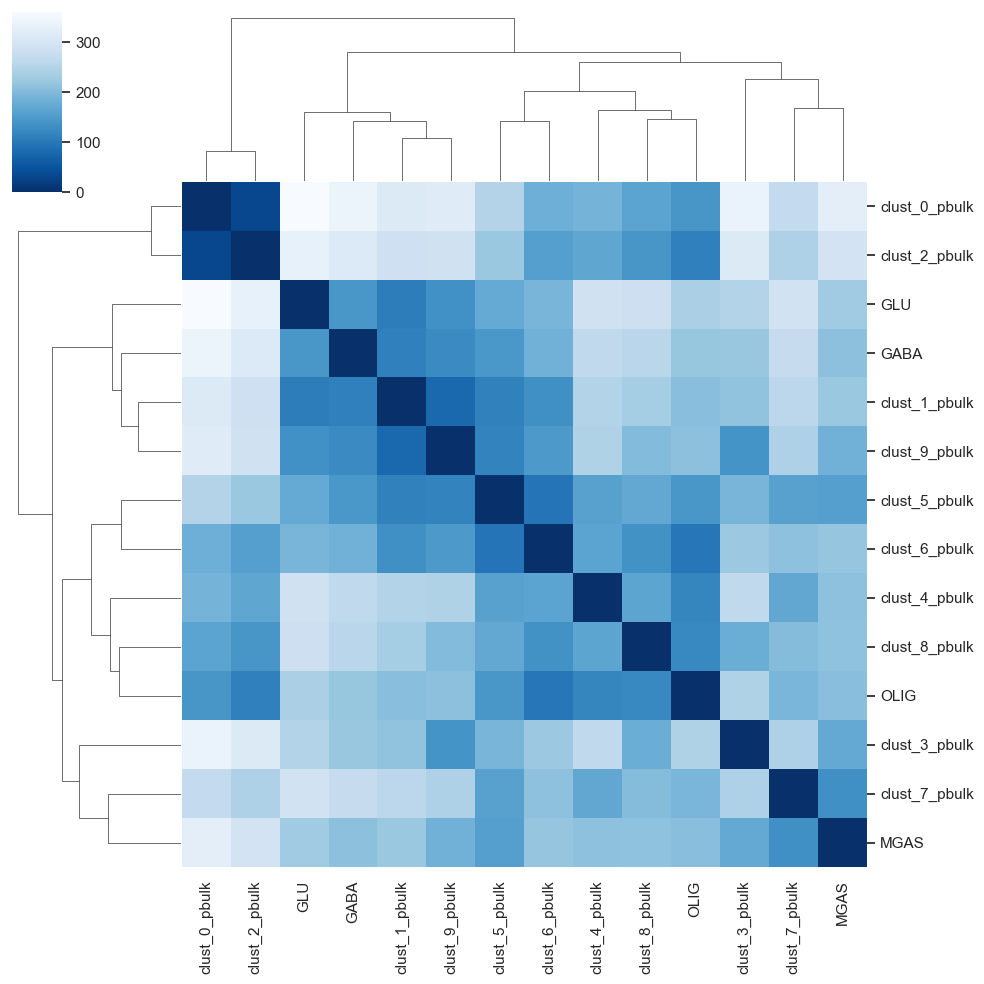 300
200
100
0
clust_0_pbulk
clust_2_pbulk
GLU
GABA
clust_1_pbulk
clust_9_pbulk
clust_5_pbulk
clust_6_pbulk
clust_4_pbulk
clust_8_pbulk
OLIG
clust_3_pbulk
clust_7_pbulk
MGAS
clust_0_pbulk
clust_2_pbulk
GLU
GABA
clust_1_pbulk
clust_9_pbulk
clust_5_pbulk
clust_6_pbulk
clust_4_pbulk
clust_8_pbulk
OLIG
clust_3_pbulk
clust_7_pbulk
MGAS